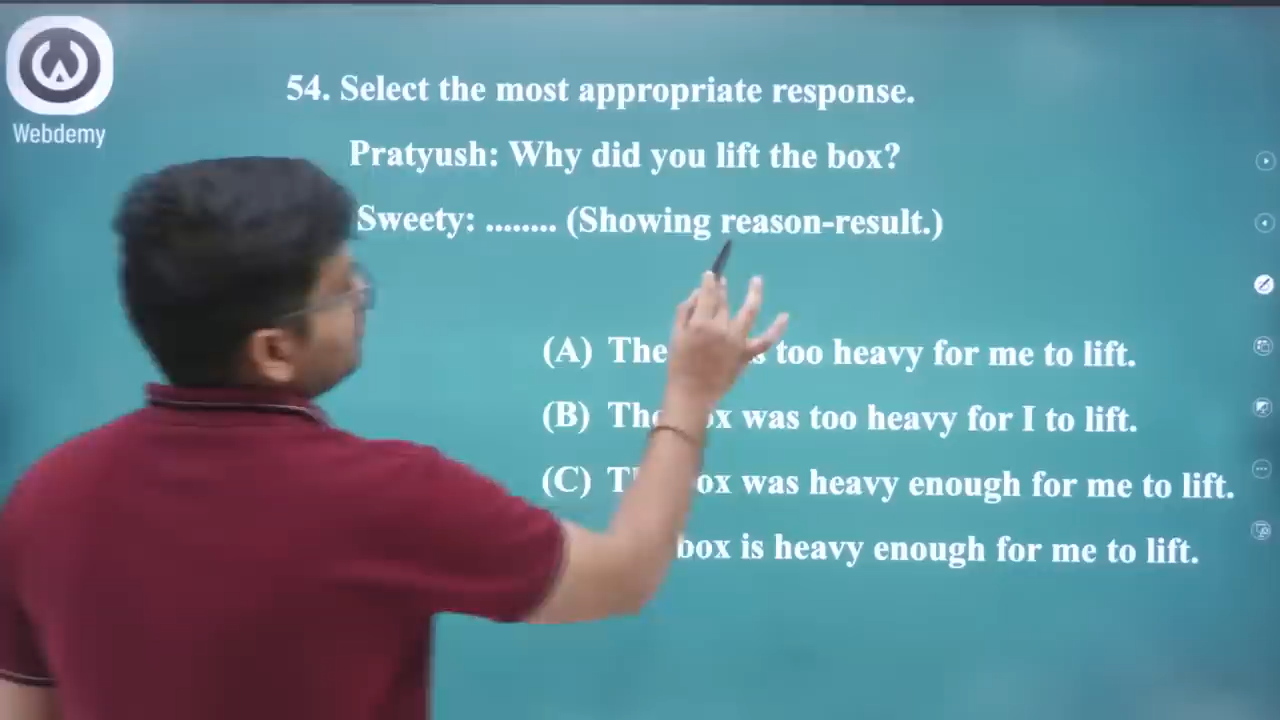 Webdemy
54. Select the most appropriate response.
Pratyush: Why did you lift the box?
Sweety: ........ (Showing reason-result.)
(A) The too heavy for me to lift.
(B) The was too heavy for I to lift.
(C) was heavy enough for me to lift.
box is heavy enough for me to lift.